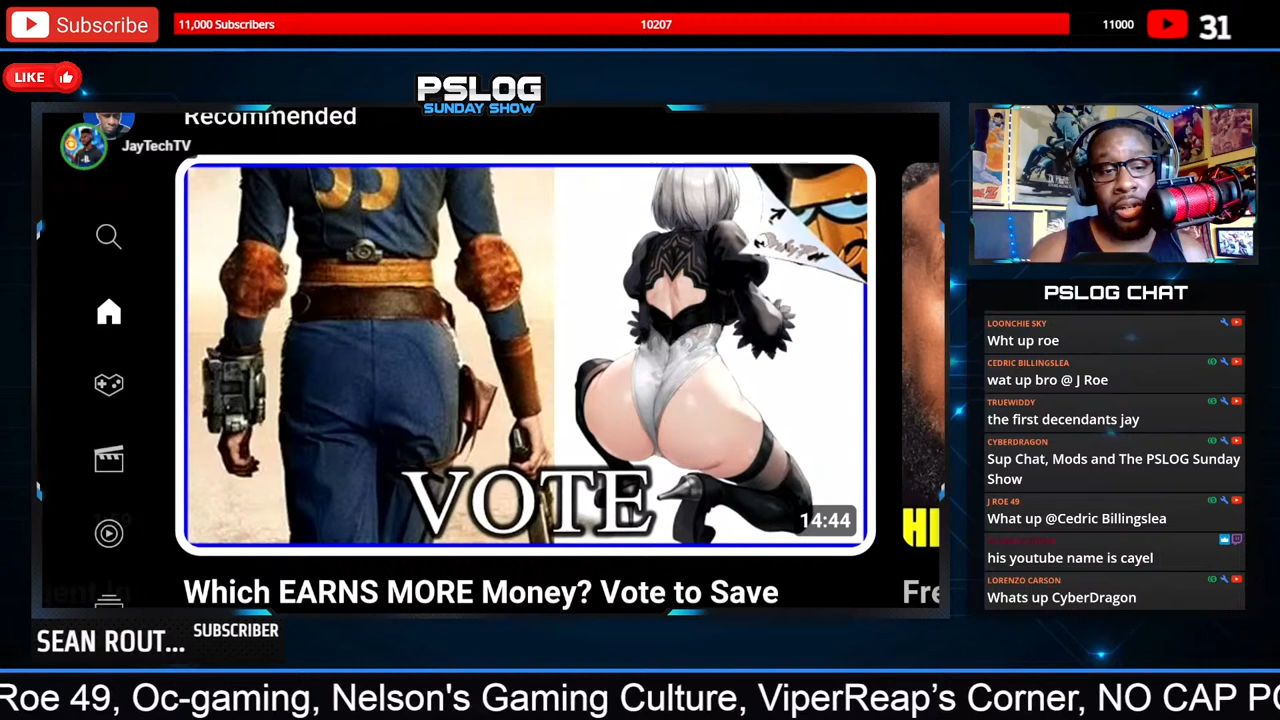 Subscribe
11,000 Subscribers
10207
11000
31
LIKE
PSLOG
SUNDAY SHOW
Recommended
JayTechTV
VOTE
14:44
Which EARNS MORE Money? Vote to Save
HI
Fre
PSLOG CHAT
LOONCHIE SKY
Wht up roe
CEDRIC BILLINGSLEA
wat up bro @ J Roe
TRUEWIDDY
the first decendants jay
CYBERDRAGON
Sup Chat, Mods and The PSLOG Sunday
Show
J ROE 49
What up @Cedric Billingslea
his youtube name is cayel
LORENZO CARSON
Whats up CyberDragon
SEAN ROUT...
SUBSCRIBER
Roe 49, Oc-gaming, Nelson's Gaming Culture, ViperReap’s Corner, NO CAP PO